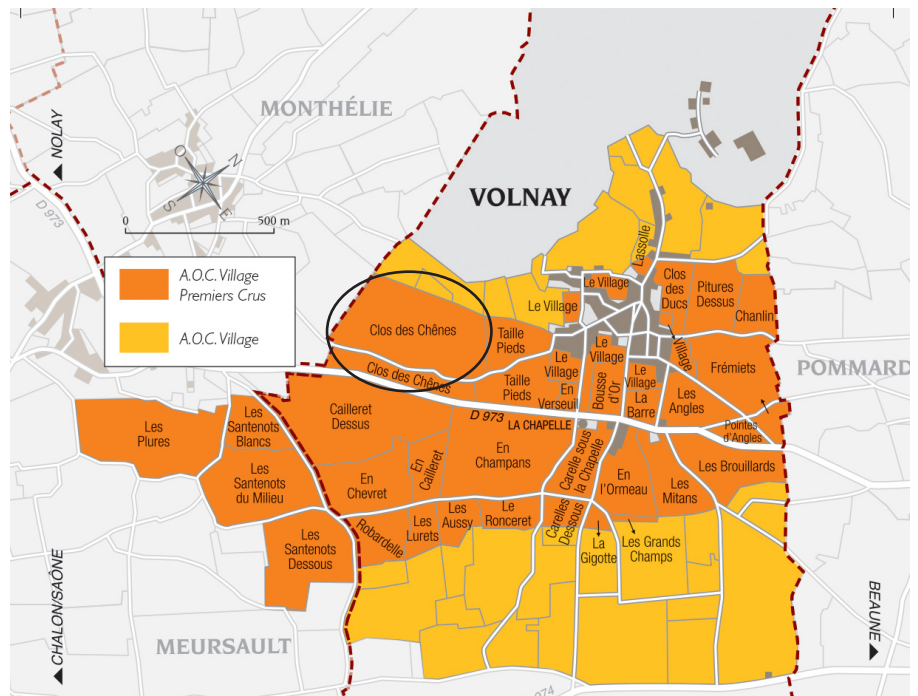 MONTHÉLIE
NOLAY
D 973
O
N
S
E
0
500 m
VOLNAY
A.O.C. Village
Premiers Crus
A.O.C. Village
Lassolle
Le Village
Le Village
Clos
des
Ducs
Pitures
Dessus
Chanlin
Clos des Chênes
Taille
Pieds
Village
Frémiets
POMMARD
Clos des Chênes
Taille
Pieds
Le
Village
En
Verseuil
Le
Village
Bousse
d'Or
Le
Village
La
Barre
Les
Angles
Pointes
d'Angles
D 973
LA CHAPELLE
Cailleret
Dessus
Les
Plures
Les
Santenots
Blancs
Les
Santenots
du Milieu
En
Chevret
En
Cailleret
En
Champans
Carelle sous
la Chapelle
En
l'Ormeau
Les
Mitans
Les Brouillards
Les
Santenots
Dessous
Robardelle
Les
Lurets
Les
Aussy
Le
Ronceret
Carelles
Dessous
La
Gigotte
Les Grands
Champs
CHALON/SAÔNE
MEURSAULT
BEAUNE
974